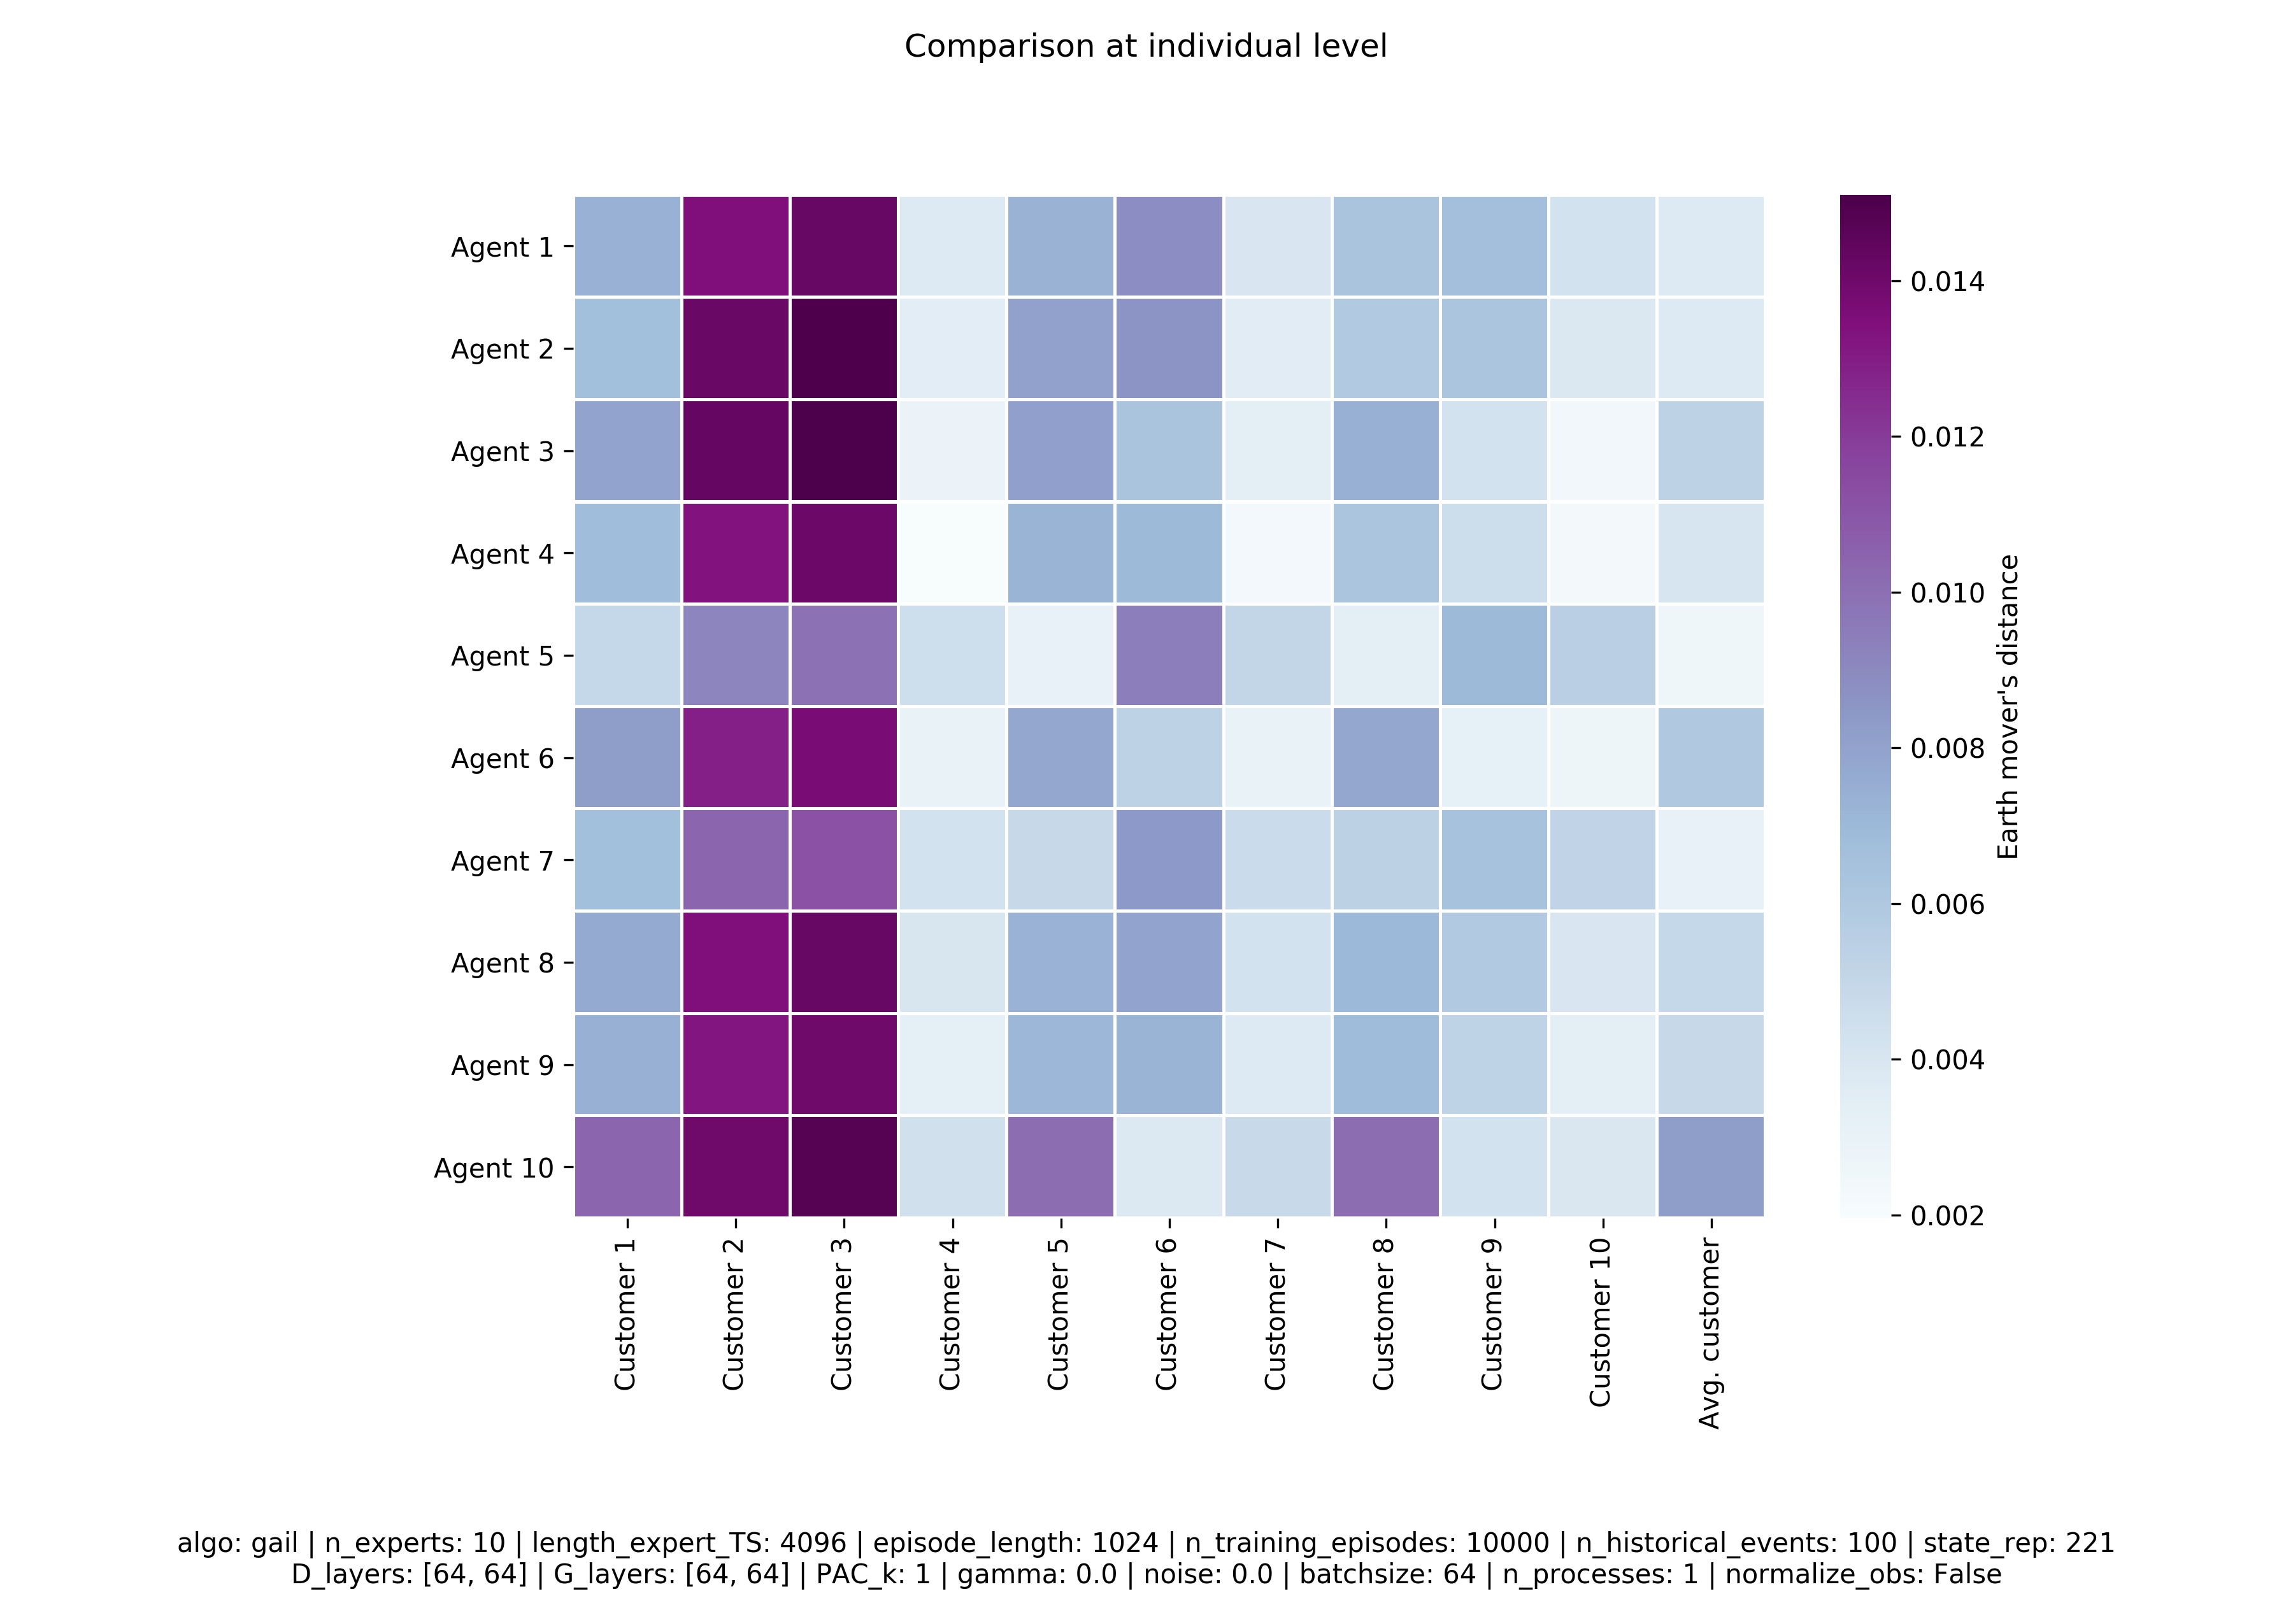 Comparison at individual level
Agent 1
Agent 2
Agent 3
Agent 4
Agent 5
Agent 6
Agent 7
Agent 8
Agent 9
Agent 10
Customer 1
Customer 2
Customer 3
Customer 4
Customer 5
Customer 6
Customer 7
Customer 8
Customer 9
Customer 10
Avg. customer
0.014
0.012
0.010
0.008
0.006
0.004
0.002
Earth mover's distance
algo: gail | n_experts: 10 | length_expert_TS: 4096 | episode_length: 1024 | n_training_episodes: 10000 | n_historical_events: 100 | state_rep: 221
D_layers: [64, 64] | G_layers: [64, 64] | PAC_k: 1 | gamma: 0.0 | noise: 0.0 | batchsize: 64 | n_processes: 1 | normalize_obs: False